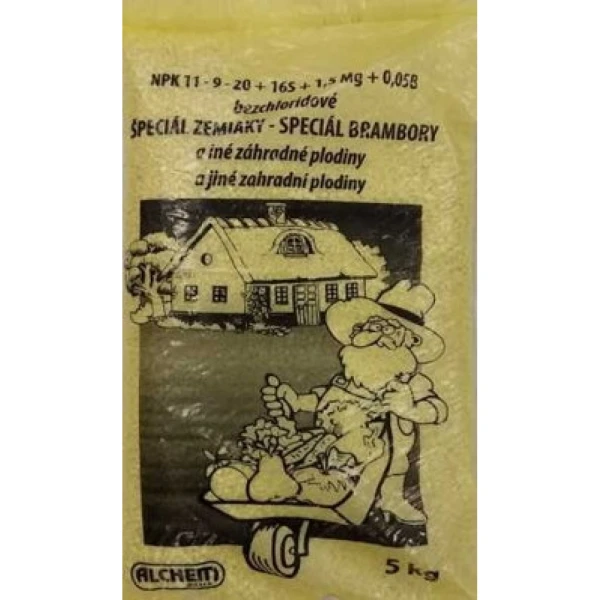 NPK 11-9-20 + 16S + 1,5 Mg + 0,05B
bezchloridové
ŠPECIÁL ZEMIAKY - SPECIÁL BRAMBORY
a iné záhradné plodiny
a jiné zahradní plodiny
ALCHEM
5 kg